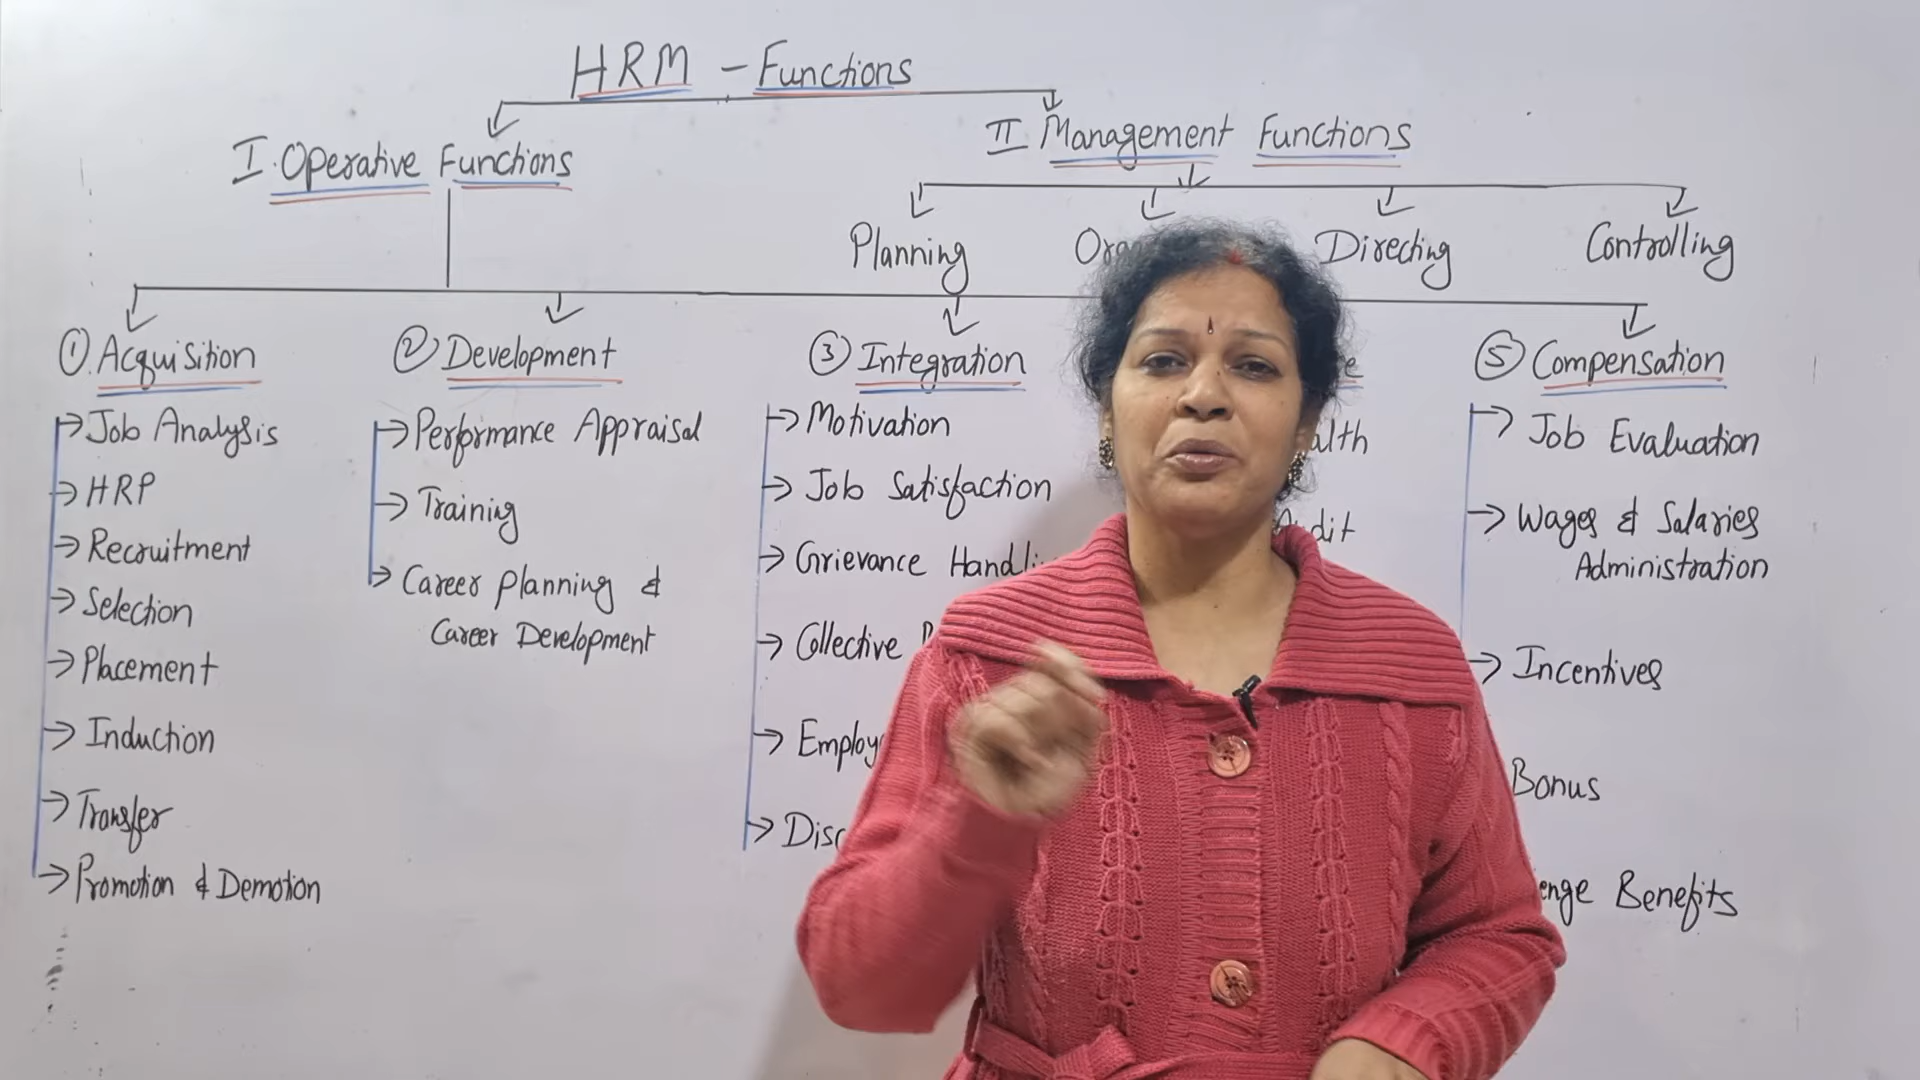 HRM - Functions
I. Operative Functions
II Management Functions
Planning
Directing
Controlling
① Acquisition
→ Job Analysis
→ HRP
→ Recruitment
→ Selection
→ Placement
→ Induction
→ Transfer
→ Promotion & Demotion
② Development
→ Performance Appraisal
→ Training
→ Career Planning &
Career Development
③ Integration
→ Motivation
→ Job Satisfaction
→ Grievance
→ Collective
⑤ Compensation
→ Job Evaluation
→ Wages & Salaries
Administration
→ Incentives
Bonus
Benefits